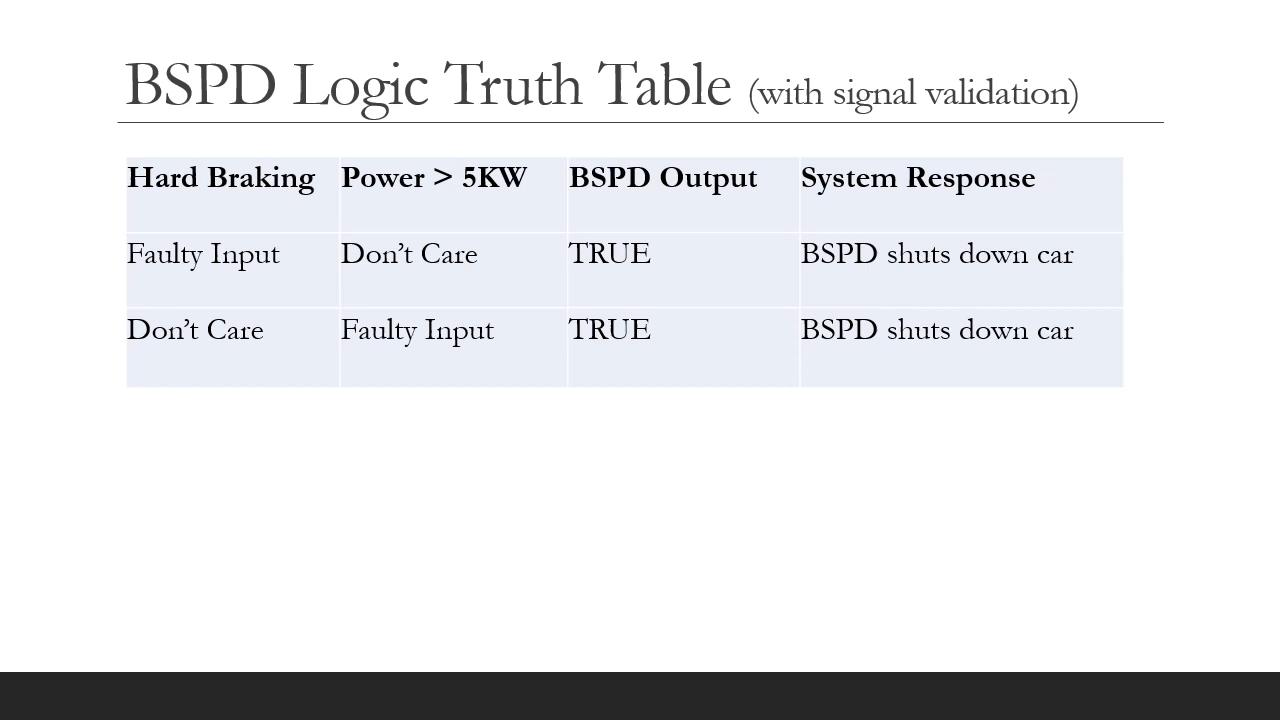 BSPD Logic Truth Table (with signal validation)
Hard Braking Power > 5KW BSPD Output System Response
Faulty Input Don’t Care TRUE BSPD shuts down car
Don’t Care Faulty Input TRUE BSPD shuts down car